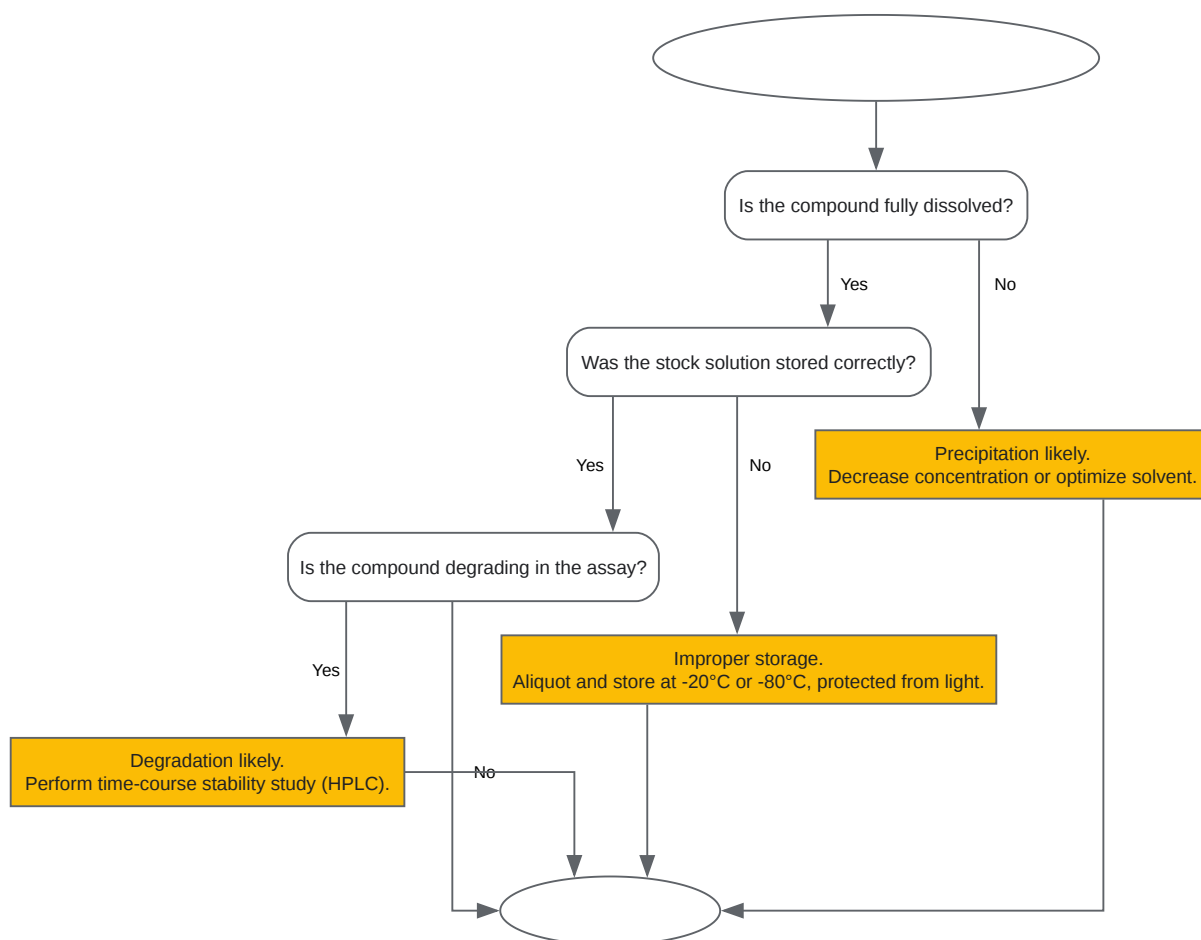 Is the compound fully dissolved?
Yes
No
Was the stock solution stored correctly?
Precipitation likely.
Decrease concentration or optimize solvent.
Yes
No
Is the compound degrading in the assay?
Improper storage.
Aliquot and store at -20°C or -80°C, protected from light.
Yes
Degradation likely.
Perform time-course stability study (HPLC).
No